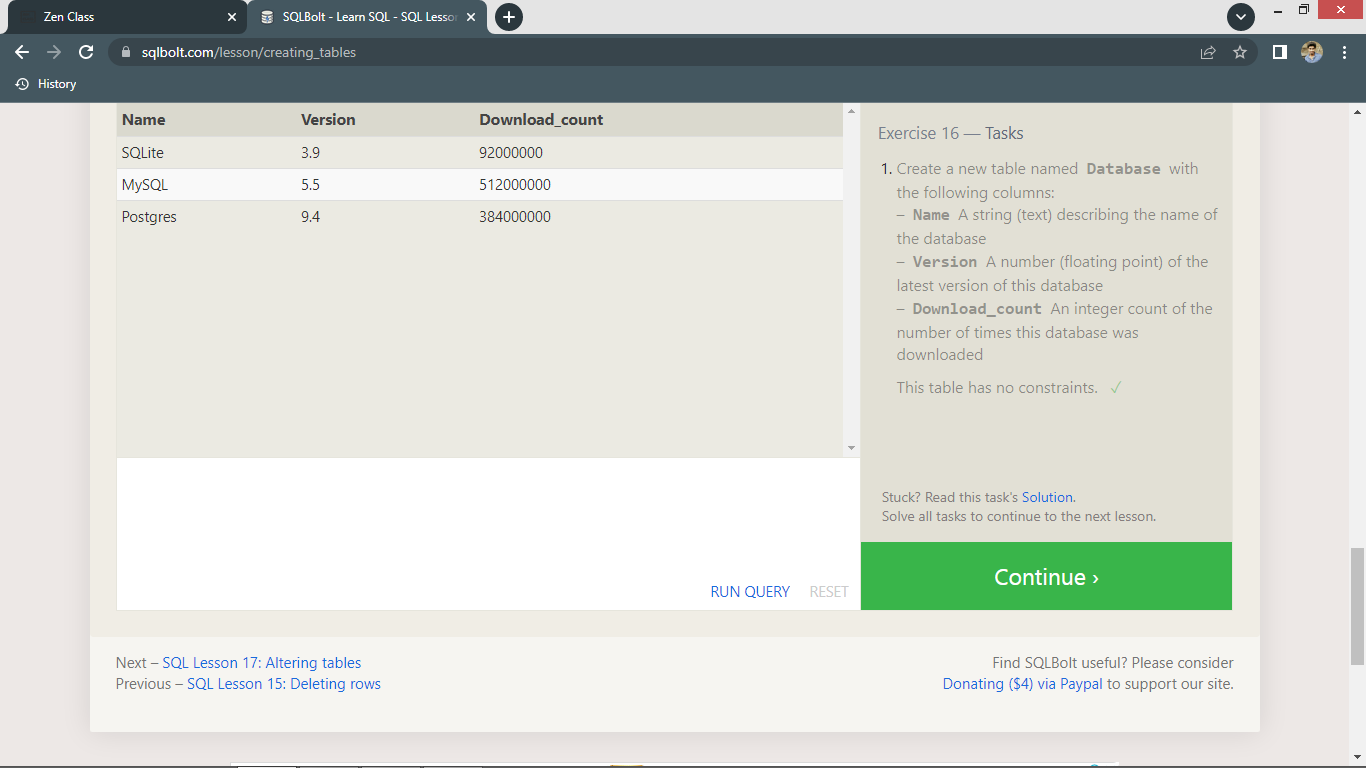 Zen Class
SQLBolt - Learn SQL - SQL Lesson
sqlbolt.com/lesson/creating_tables
History
Name Version Download_count
SQLite 3.9 92000000
MySQL 5.5 512000000
Postgres 9.4 384000000
RUN QUERY RESET
Exercise 16 — Tasks
1. Create a new table named Database with
the following columns:
– Name A string (text) describing the name of
the database
– Version A number (floating point) of the
latest version of this database
– Download_count An integer count of the
number of times this database was
downloaded
This table has no constraints. ✓
Stuck? Read this task's Solution.
Solve all tasks to continue to the next lesson.
Continue ›
Next – SQL Lesson 17: Altering tables
Previous – SQL Lesson 15: Deleting rows
Find SQLBolt useful? Please consider
Donating ($4) via Paypal to support our site.